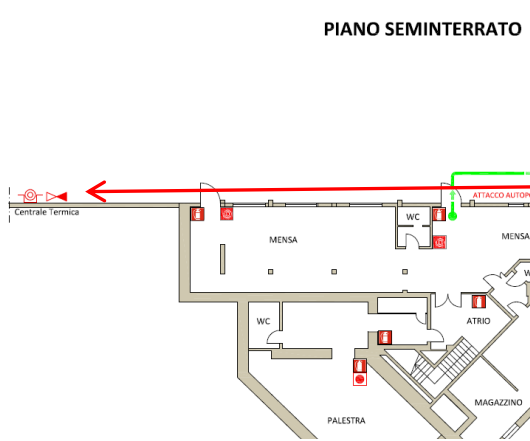 PIANO SEMINTERRATO
ATTACCO AUTOP
Centrale Termica
WC
MENSA
MENSA
W
WC
ATRIO
MAGAZZINO
PALESTRA